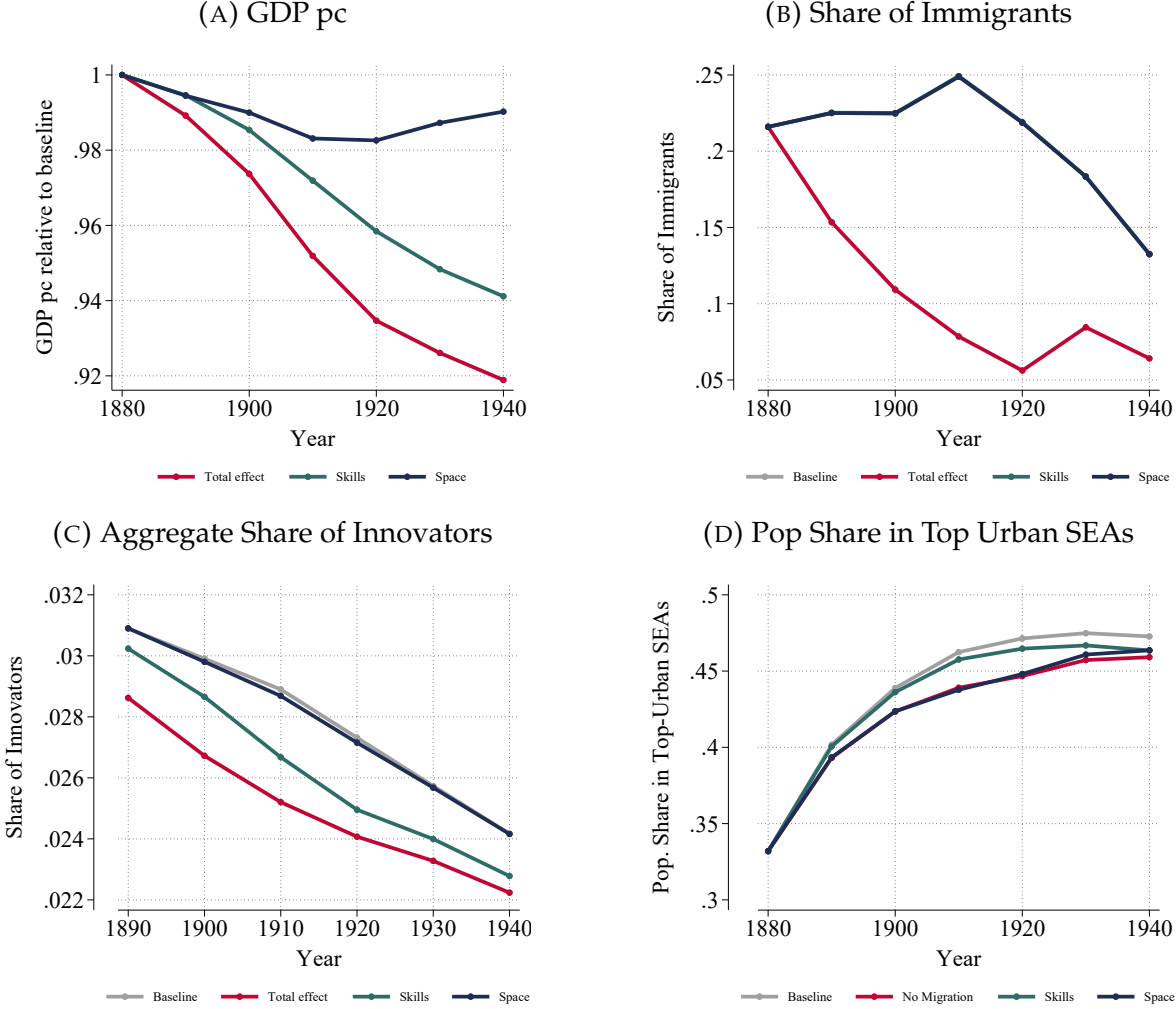 (A) GDP pc
GDP pc relative to baseline
1
.98
.96
.94
.92
1880 1900 1920 1940
Year
Total effect Skills Space
(B) Share of Immigrants
Share of Immigrants
.25
.2
.15
.1
.05
1880 1900 1920 1940
Year
Baseline Total effect Skills Space
(C) Aggregate Share of Innovators
Share of Innovators
.032
.03
.028
.026
.024
.022
1890 1900 1910 1920 1930 1940
Year
Baseline Total effect Skills Space
(D) Pop Share in Top Urban SEAs
Pop. Share in Top-Urban SEAs
.5
.45
.4
.35
.3
1880 1900 1920 1940
Year
Baseline No Migration Skills Space